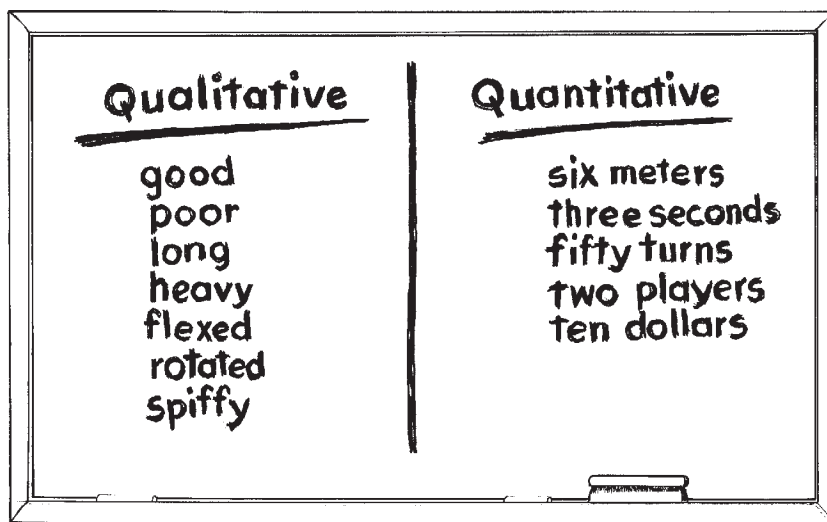 Qualitative
good
poor
long
heavy
flexed
rotated
spiffy
Quantitative
six meters
three seconds
fifty turns
two players
ten dollars